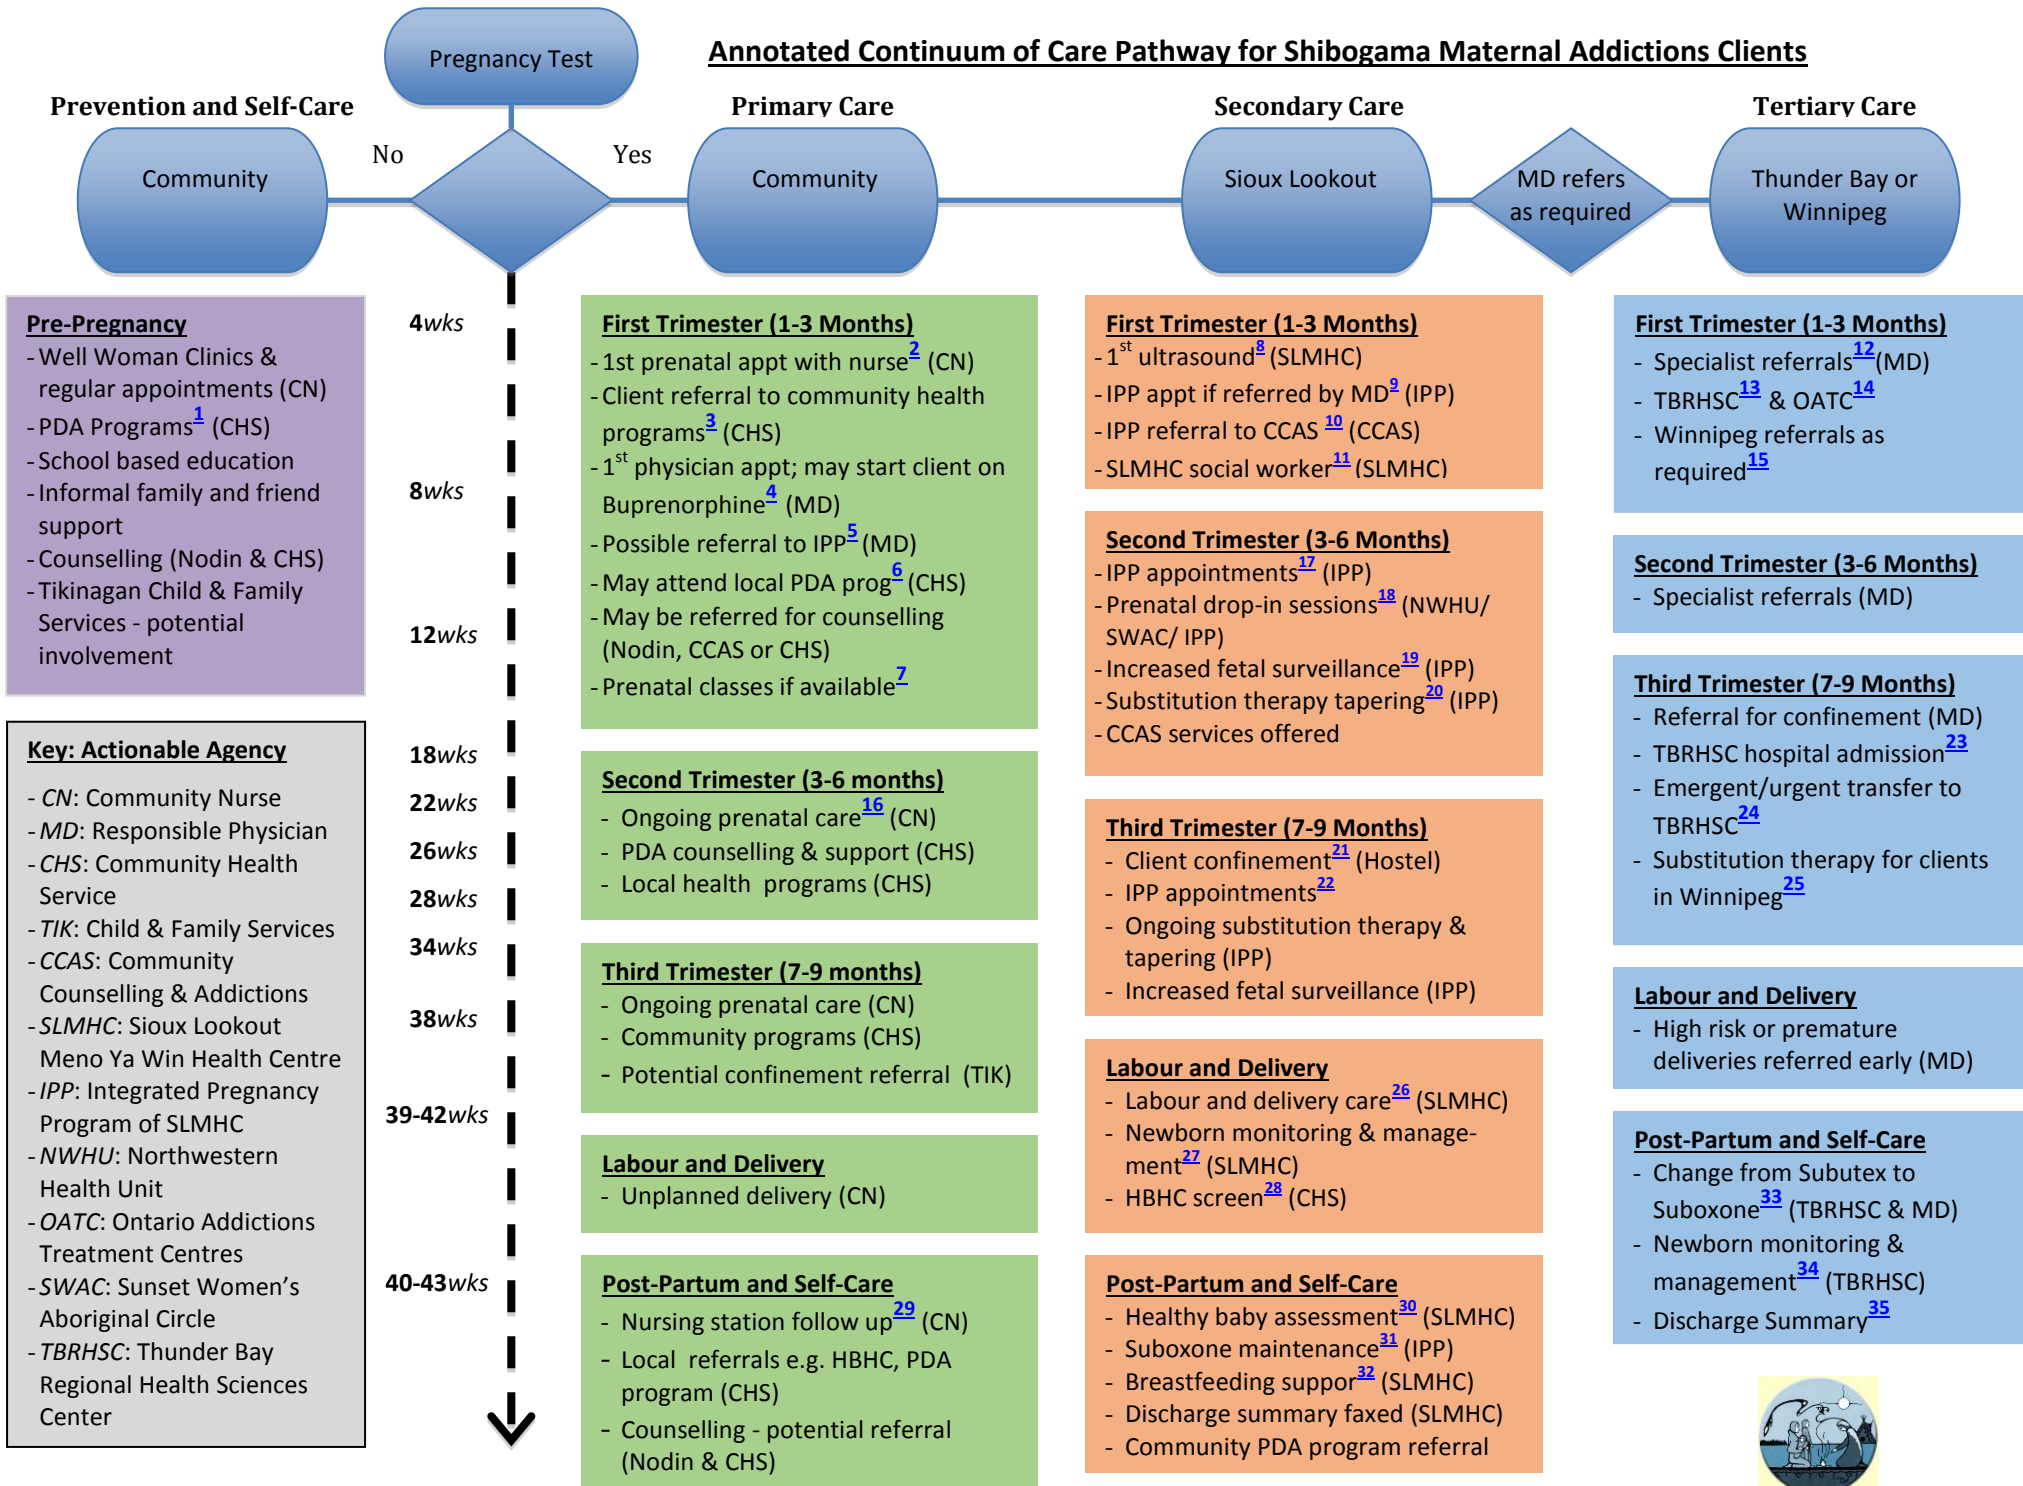 Annotated Continuum of Care Pathway for Shibogama Maternal Addictions Clients
Pregnancy Test
Prevention and Self-Care
Primary Care
Secondary Care
Tertiary Care
Community
No
Yes
Community
Sioux Lookout
MD refers
as required
Thunder Bay or
Winnipeg
Pre-Pregnancy
- Well Woman Clinics &
regular appointments (CN)
- PDA Programs1 (CHS)
- School based education
- Informal family and friend
support
- Counselling (Nodin & CHS)
- Tikinagan Child & Family
Services - potential
involvement
Key: Actionable Agency
- CN: Community Nurse
- MD: Responsible Physician
- CHS: Community Health
Service
- TIK: Child & Family Services
- CCAS: Community
Counselling & Addictions
- SLMHC: Sioux Lookout
Meno Ya Win Health Centre
- IPP: Integrated Pregnancy
Program of SLMHC
- NWHU: Northwestern
Health Unit
- OATC: Ontario Addictions
Treatment Centres
- SWAC: Sunset Women's
Aboriginal Circle
- TBRHSC: Thunder Bay
Regional Health Sciences
Center
4wks
8wks
12wks
18wks
22wks
26wks
28wks
34wks
38wks
39-42wks
40-43wks
First Trimester (1-3 Months)
- 1st prenatal appt with nurse2 (CN)
- Client referral to community health
programs3 (CHS)
- 1st physician appt; may start client on
Buprenorphine4 (MD)
- Possible referral to IPP5 (MD)
- May attend local PDA prog6 (CHS)
- May be referred for counselling
(Nodin, CCAS or CHS)
- Prenatal classes if available7
Second Trimester (3-6 months)
- Ongoing prenatal care16 (CN)
- PDA counselling & support (CHS)
- Local health programs (CHS)
Third Trimester (7-9 months)
- Ongoing prenatal care (CN)
- Community programs (CHS)
- Potential confinement referral (TIK)
Labour and Delivery
- Unplanned delivery (CN)
Post-Partum and Self-Care
- Nursing station follow up29 (CN)
- Local referrals e.g. HBHC, PDA
program (CHS)
- Counselling - potential referral
(Nodin & CHS)
First Trimester (1-3 Months)
- 1st ultrasound8 (SLMHC)
- IPP appt if referred by MD9 (IPP)
- IPP referral to CCAS 10 (CCAS)
- SLMHC social worker11 (SLMHC)
Second Trimester (3-6 Months)
- IPP appointments17 (IPP)
- Prenatal drop-in sessions18 (NWHU/
SWAC/ IPP)
- Increased fetal surveillance19 (IPP)
- Substitution therapy tapering20 (IPP)
- CCAS services offered
Third Trimester (7-9 Months)
- Client confinement21 (Hostel)
- IPP appointments22
- Ongoing substitution therapy &
tapering (IPP)
- Increased fetal surveillance (IPP)
Labour and Delivery
- Labour and delivery care26 (SLMHC)
- Newborn monitoring & manage-
ment27 (SLMHC)
- HBHC screen28 (CHS)
Post-Partum and Self-Care
- Healthy baby assessment30 (SLMHC)
- Suboxone maintenance31 (IPP)
- Breastfeeding suppor32 (SLMHC)
- Discharge summary faxed (SLMHC)
- Community PDA program referral
First Trimester (1-3 Months)
- Specialist referrals12(MD)
- TBRHSC13 & OATC14
- Winnipeg referrals as
required15
Second Trimester (3-6 Months)
- Specialist referrals (MD)
Third Trimester (7-9 Months)
- Referral for confinement (MD)
- TBRHSC hospital admission23
- Emergent/urgent transfer to
TBRHSC24
- Substitution therapy for clients
in Winnipeg25
Labour and Delivery
- High risk or premature
deliveries referred early (MD)
Post-Partum and Self-Care
- Change from Subutex to
Suboxone33 (TBRHSC & MD)
- Newborn monitoring &
management34 (TBRHSC)
- Discharge Summary35